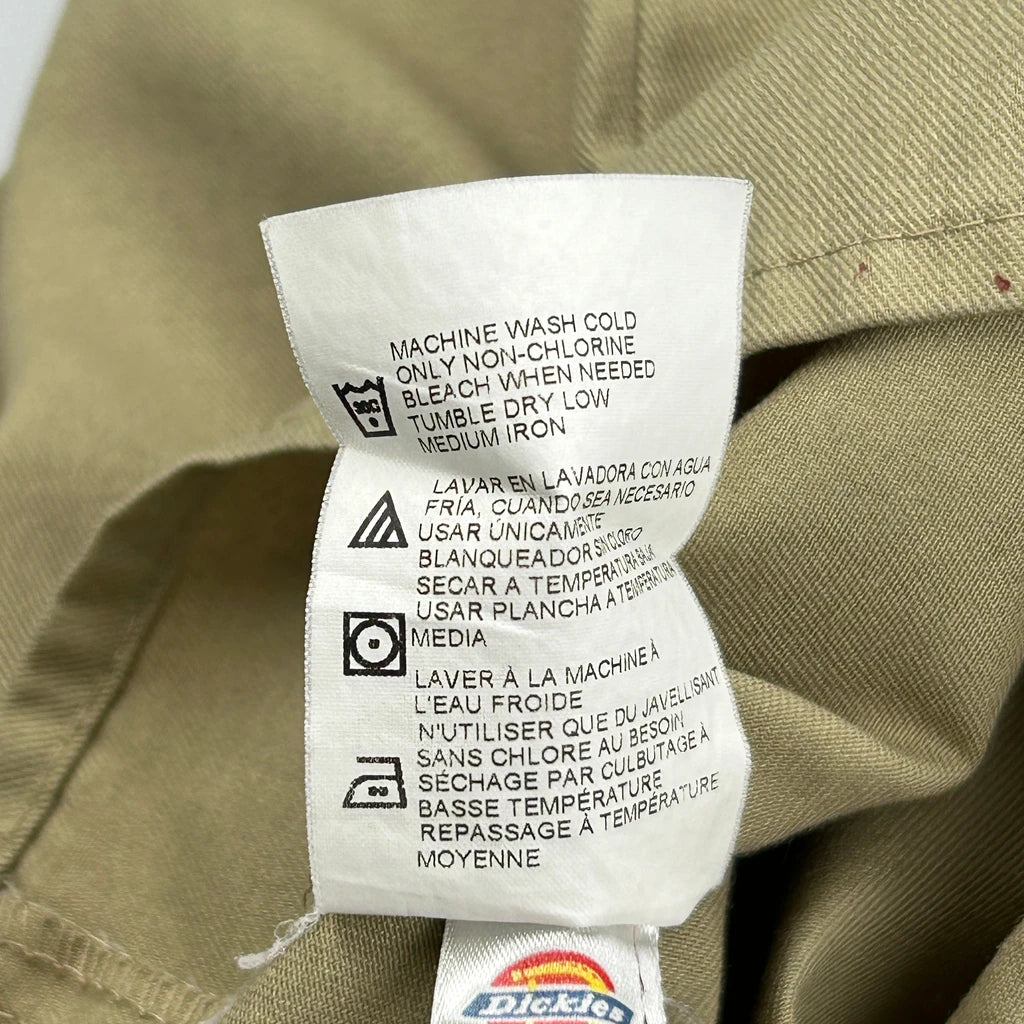 MACHINE WASH COLD
ONLY NON-CHLORINE
BLEACH WHEN NEEDED
TUMBLE DRY LOW
MEDIUM IRON
30C
LAVAR EN LAVADORA CON AGUA
FRÍA, CUANDO SEA NECESARIO
USAR ÚNICAMENTE
BLANQUEADOR SIN CLORO
SECAR A TEMPERATURA BAJA
USAR PLANCHA A TEMPERATURA
MEDIA
LAVER À LA MACHINE À
L'EAU FROIDE
N'UTILISER QUE DU JAVELLISANT
SANS CHLORE AU BESOIN
SÉCHAGE PAR CULBUTAGE À
BASSE TEMPÉRATURE
REPASSAGE À TEMPÉRATURE
MOYENNE
Dickies